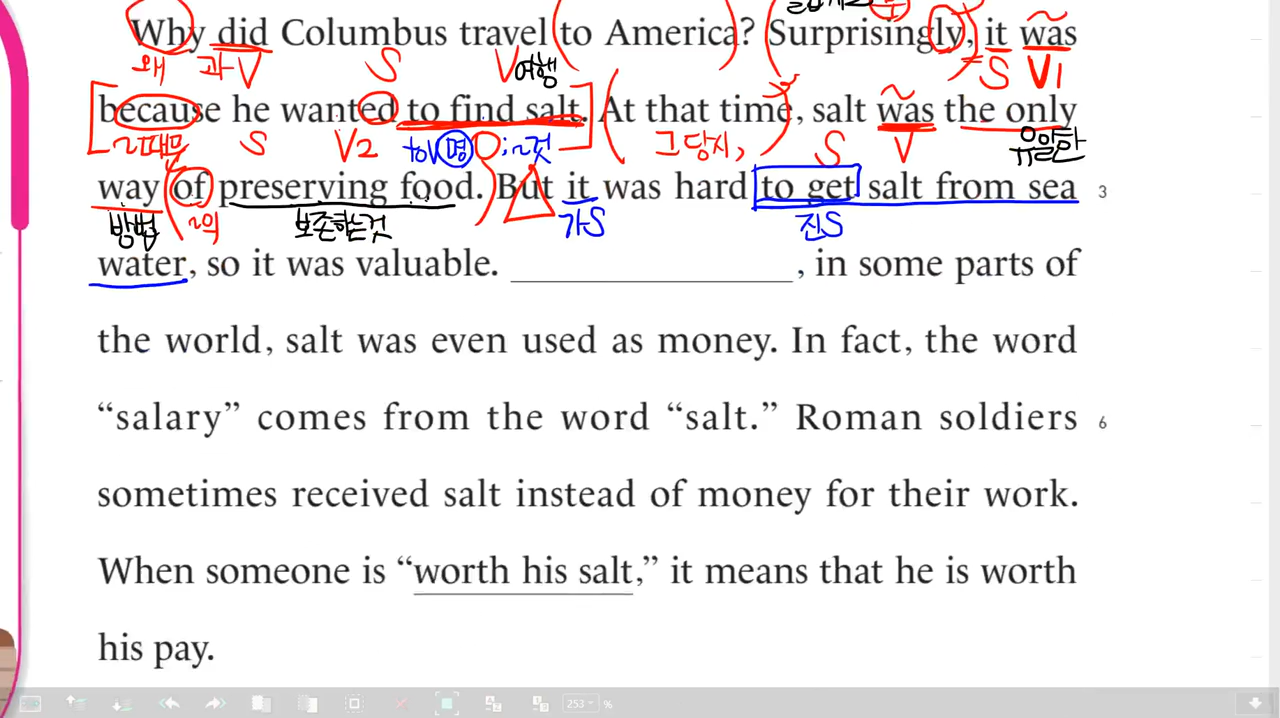 Why did Columbus travel to America? Surprisingly, it was
왜 과 V S V 여행 S V1
because he wanted to find salt. At that time, salt was the only
~때문 S V2 toV 명 O ; ~것 그 당시, S V 유일한
way of preserving food. But it was hard to get salt from sea 3
방법 ~의 보존하는것 가S 진S
water, so it was valuable. ____________, in some parts of
the world, salt was even used as money. In fact, the word
“salary” comes from the word “salt.” Roman soldiers 6
sometimes received salt instead of money for their work.
When someone is “worth his salt,” it means that he is worth
his pay.
253 %